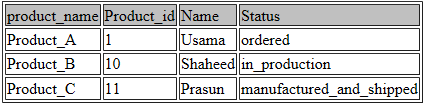 product_name Product_id Name Status
Product_A 1 Usama ordered
Product_B 10 Shaheed in_production
Product_C 11 Prasun manufactured_and_shipped